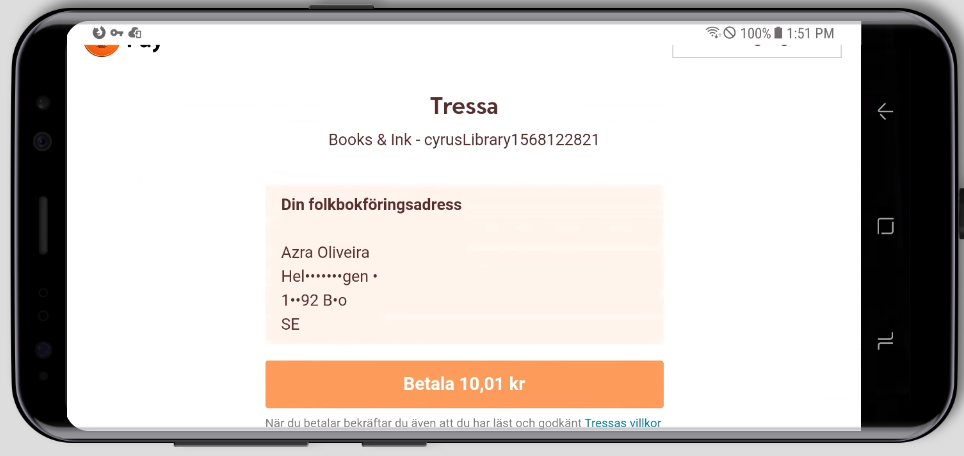 100% 1:51 PM
Tressa
Books & Ink - cyrusLibrary1568122821
Din folkbokföringsadress
Azra Oliveira
Hel•••••••gen •
1••92 B•o
SE
Betala 10,01 kr
När du betalar bekräftar du även att du har läst och godkänt Tressas villkor